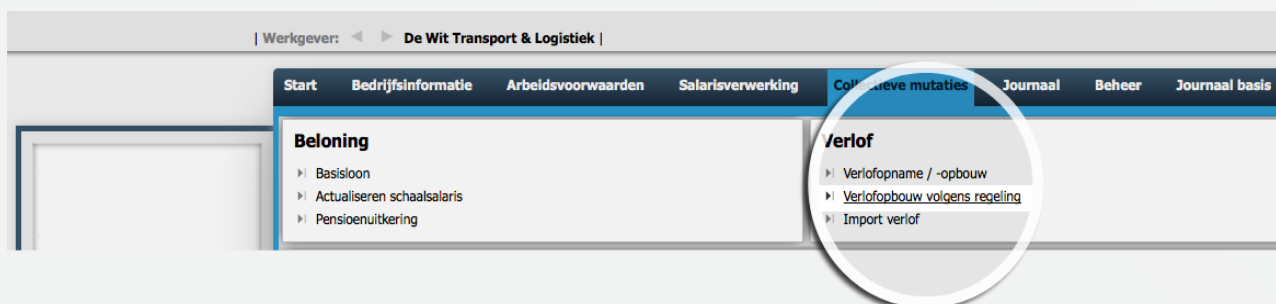 | Werkgever: De Wit Transport & Logistiek |
Start Bedrijfsinformatie Arbeidsvoorwaarden Salarisverwerking Collectieve mutaties Journaal Beheer Journaal basis
Beloning
Basisloon
Actualiseren schaalsalaris
Pensioenuitkering
Verlof
Verlofopname / -opbouw
Verlofopbouw volgens regeling
Import verlof